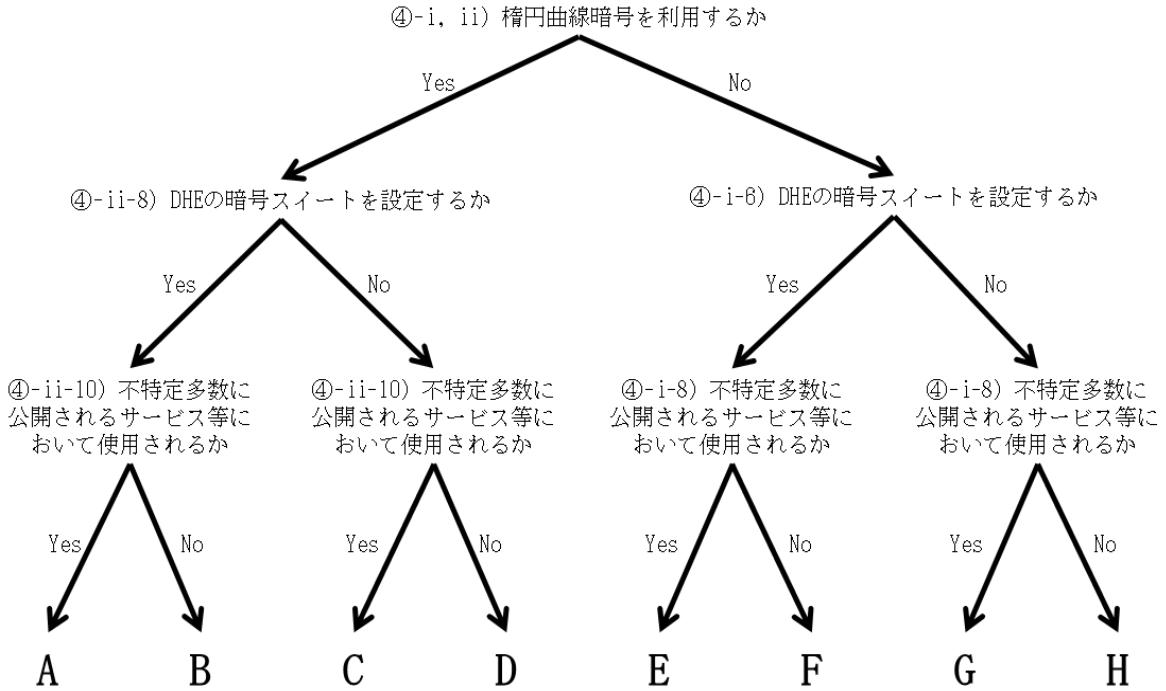 ④-i, ii) 楕円曲線暗号を利用するか
Yes
No
④-ii-8) DHEの暗号スイートを設定するか
④-i-6) DHEの暗号スイートを設定するか
Yes
No
Yes
No
④-ii-10) 不特定多数に
公開されるサービス等に
おいて使用されるか
④-ii-10) 不特定多数に
公開されるサービス等に
おいて使用されるか
④-i-8) 不特定多数に
公開されるサービス等に
おいて使用されるか
④-i-8) 不特定多数に
公開されるサービス等に
おいて使用されるか
Yes
No
Yes
No
Yes
No
Yes
No
A
B
C
D
E
F
G
H